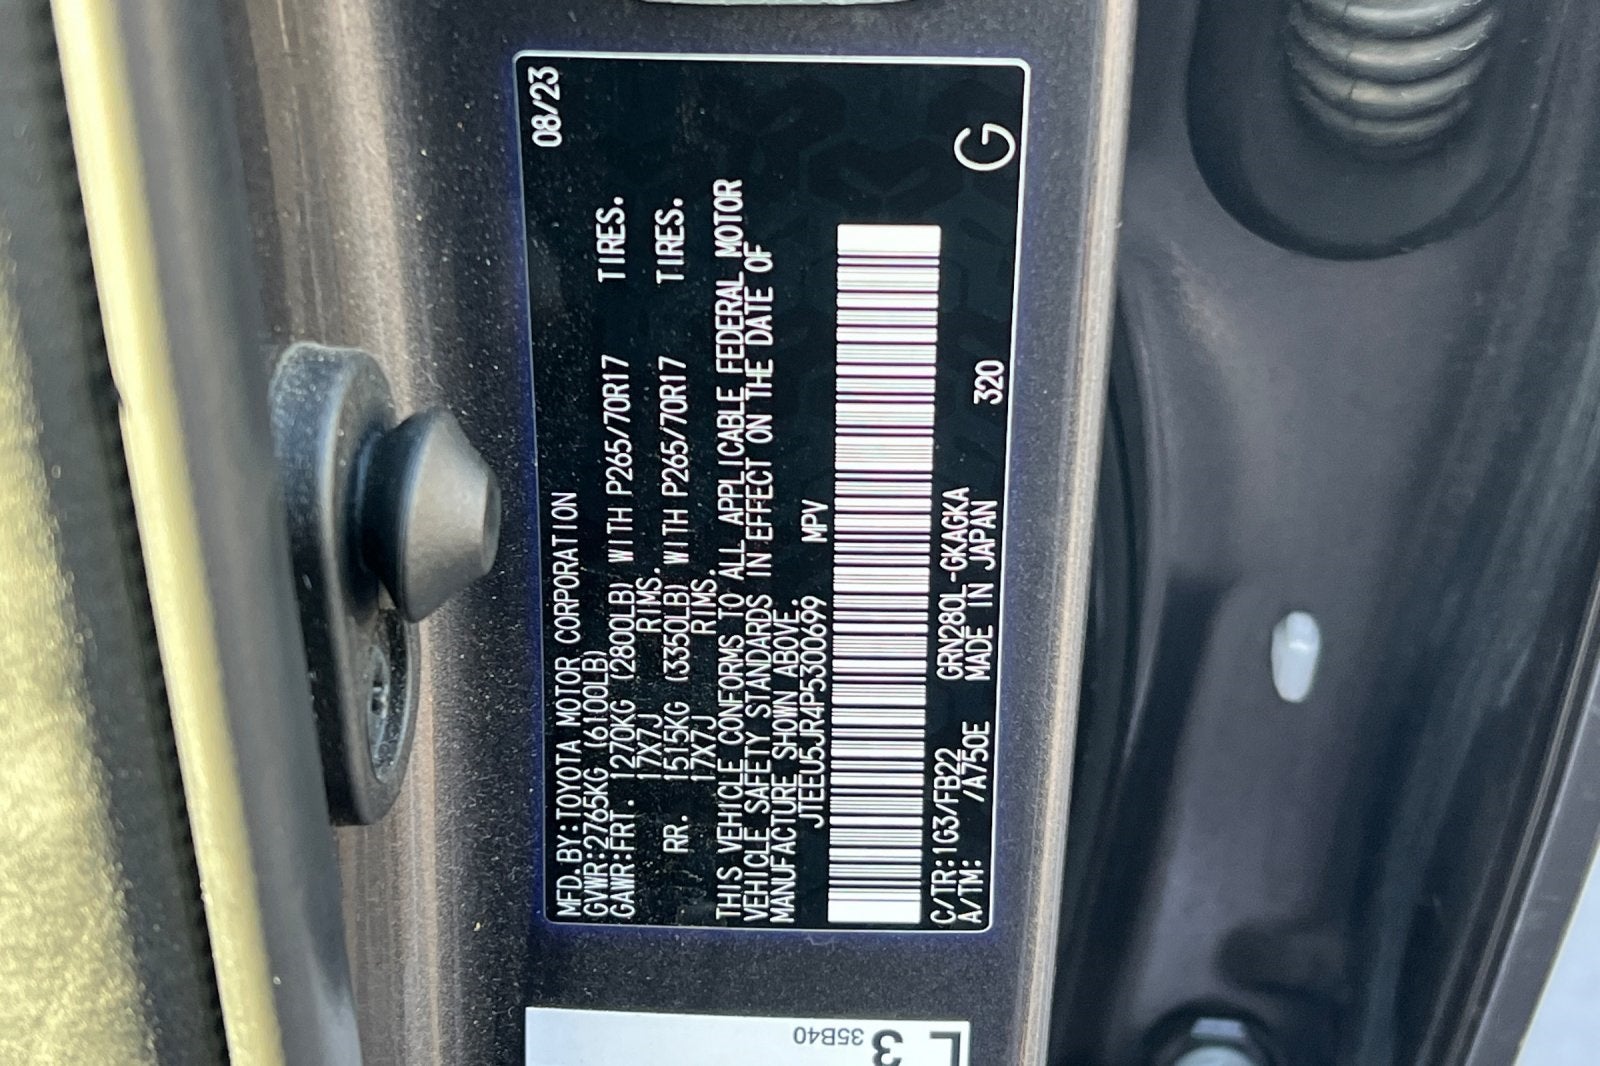 08/23
MFD.BY:TOYOTA MOTOR CORPORATION
GVWR:2765KG (6100LB)
GAWR:FRT. 1270KG (2800LB) WITH P265/70R17 TIRES.
17X7J RIMS.
RR. 1515KG (3350LB) WITH P265/70R17 TIRES.
17X7J RIMS.
THIS VEHICLE CONFORMS TO ALL APPLICABLE FEDERAL MOTOR
VEHICLE SAFETY STANDARDS IN EFFECT ON THE DATE OF
MANUFACTURE SHOWN ABOVE.
JTEEU5JR4P5300699 MPV
C/TR:1G3/FB22 GRN280L-GKAGKA 320 G
A/TM: /A750E MADE IN JAPAN
35B40
L3